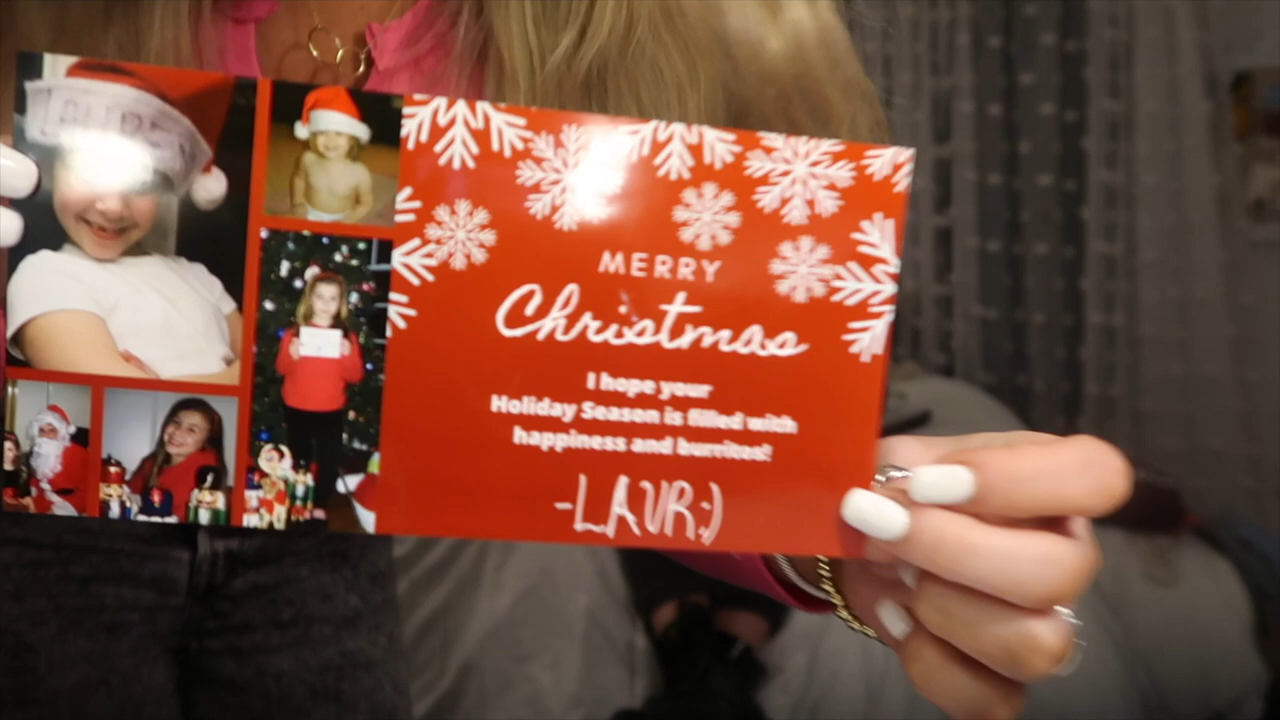 MERRY
Christmas
I hope your
Holiday Season is filled with
happiness and burritos!
-LAUR:)